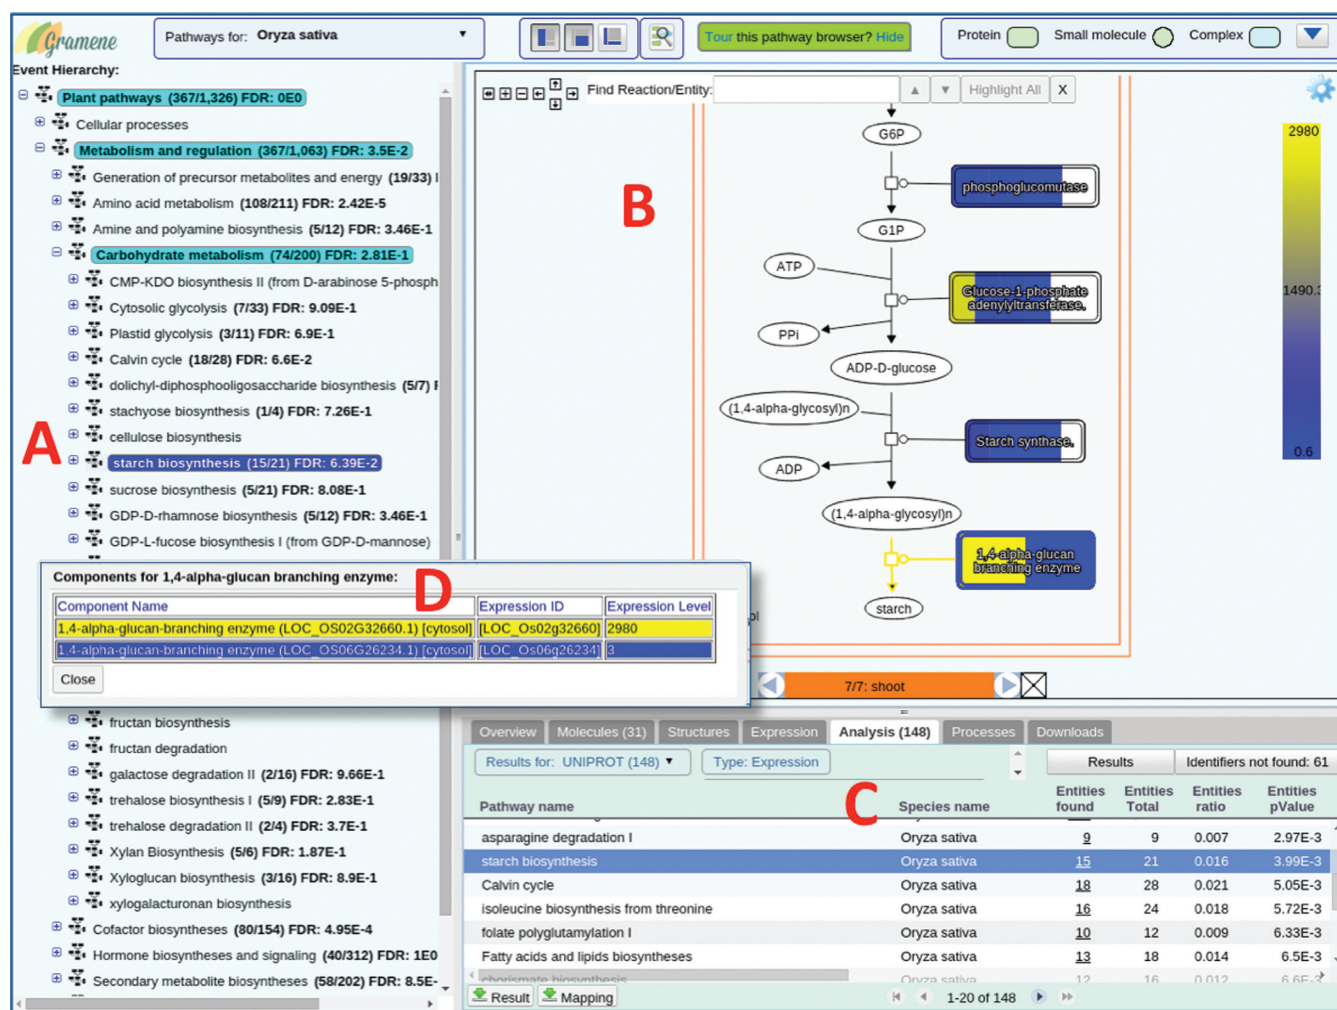 Gramene
Pathways for: Oryza sativa
Tour this pathway browser? Hide
Protein
Small molecule
Complex
Event Hierarchy:
Plant pathways (367/1,326) FDR: 0E0
Cellular processes
Metabolism and regulation (367/1,063) FDR: 3.5E-2
Generation of precursor metabolites and energy (19/33)
Amino acid metabolism (108/211) FDR: 2.42E-5
Amine and polyamine biosynthesis (5/12) FDR: 3.46E-1
Carbohydrate metabolism (74/200) FDR: 2.81E-1
CMP-KDO biosynthesis II (from D-arabinose 5-phosph
Cytosolic glycolysis (7/33) FDR: 9.09E-1
Plastid glycolysis (3/11) FDR: 6.9E-1
Calvin cycle (18/28) FDR: 6.6E-2
dolichyl-diphosphooligosaccharide biosynthesis (5/7)
stachyose biosynthesis (1/4) FDR: 7.26E-1
cellulose biosynthesis
A
starch biosynthesis (15/21) FDR: 6.39E-2
sucrose biosynthesis (5/21) FDR: 8.08E-1
GDP-D-rhamnose biosynthesis (5/12) FDR: 3.46E-1
GDP-L-fucose biosynthesis I (from GDP-D-mannose)
Components for 1,4-alpha-glucan branching enzyme:
D
Component Name Expression ID Expression Level
1,4-alpha-glucan-branching enzyme (LOC_OS02G32660.1) [cytosol] [LOC_Os02g32660] 2980
1,4-alpha-glucan-branching enzyme (LOC_OS06G26234.1) [cytosol] [LOC_Os06g26234] 3
Close
fructan biosynthesis
fructan degradation
galactose degradation II (2/16) FDR: 9.66E-1
trehalose biosynthesis I (5/9) FDR: 2.83E-1
trehalose degradation II (2/4) FDR: 3.7E-1
Xylan Biosynthesis (5/6) FDR: 1.87E-1
Xyloglucan biosynthesis (3/16) FDR: 8.9E-1
xylogalacturonan biosynthesis
Cofactor biosyntheses (80/154) FDR: 4.95E-4
Hormone biosyntheses and signaling (40/312) FDR: 1E0
Secondary metabolite biosyntheses (58/202) FDR: 8.5E-
Find Reaction/Entity:
Highlight All
X
B
G6P
phosphoglucomutase
G1P
ATP
Glucose-1-phosphate
adenylyltransferase.
PPi
ADP-D-glucose
(1,4-alpha-glycosyl)n
Starch synthase.
ADP
(1,4-alpha-glycosyl)n
1,4-alpha-glucan
branching enzyme
starch
2980
1490.
0.6
7/7: shoot
Overview Molecules (31) Structures Expression Analysis (148) Processes Downloads
Results for: UNIPROT (148) Type: Expression Results Identifiers not found: 61
C
Pathway name Species name Entities found Entities Total Entities ratio Entities pValue
asparagine degradation I Oryza sativa 9 9 0.007 2.97E-3
starch biosynthesis Oryza sativa 15 21 0.016 3.99E-3
Calvin cycle Oryza sativa 18 28 0.021 5.05E-3
isoleucine biosynthesis from threonine Oryza sativa 16 24 0.018 5.72E-3
folate polyglutamylation I Oryza sativa 10 12 0.009 6.33E-3
Fatty acids and lipids biosyntheses Oryza sativa 13 18 0.014 6.5E-3
chorismate biosynthesis Oryza sativa 12 16 0.012 6.6E-3
Result Mapping 1-20 of 148